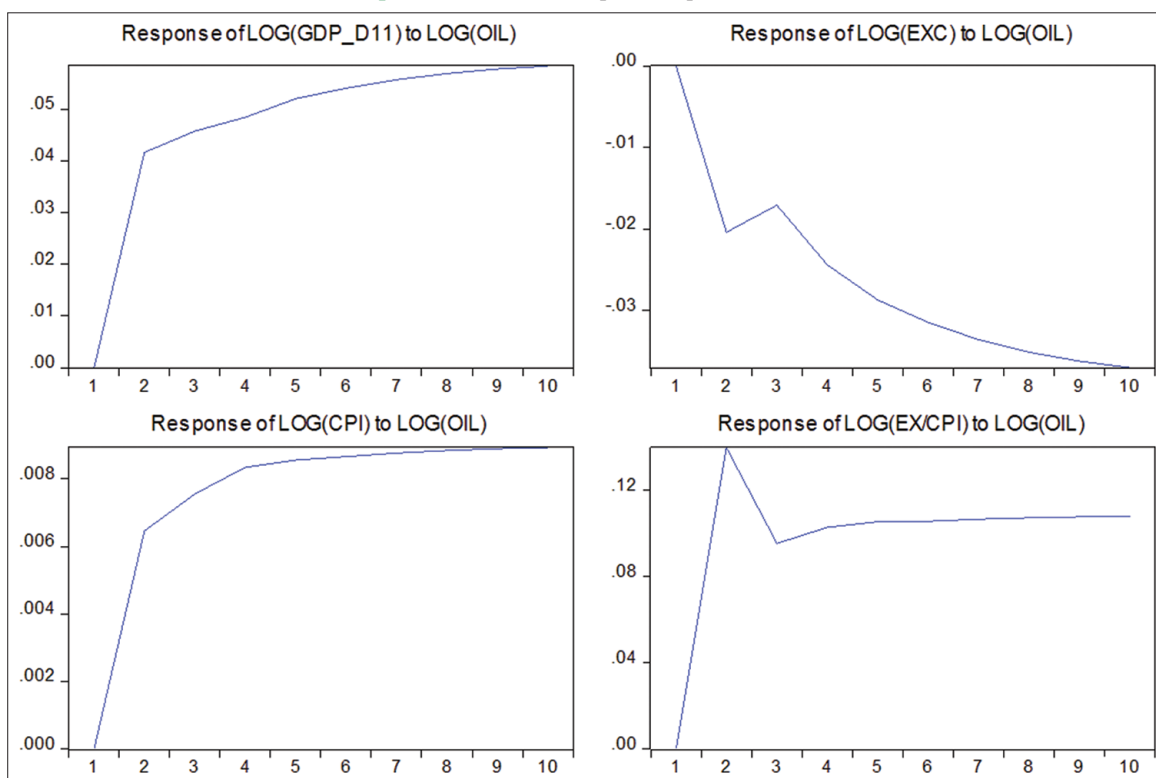 Response of LOG(GDP_D11) to LOG(OIL)
.05
.04
.03
.02
.01
.00
1 2 3 4 5 6 7 8 9 10
Response of LOG(EXC) to LOG(OIL)
.00
-.01
-.02
-.03
1 2 3 4 5 6 7 8 9 10
Response of LOG(CPI) to LOG(OIL)
.008
.006
.004
.002
.000
1 2 3 4 5 6 7 8 9 10
Response of LOG(EX/CPI) to LOG(OIL)
.12
.08
.04
.00
1 2 3 4 5 6 7 8 9 10